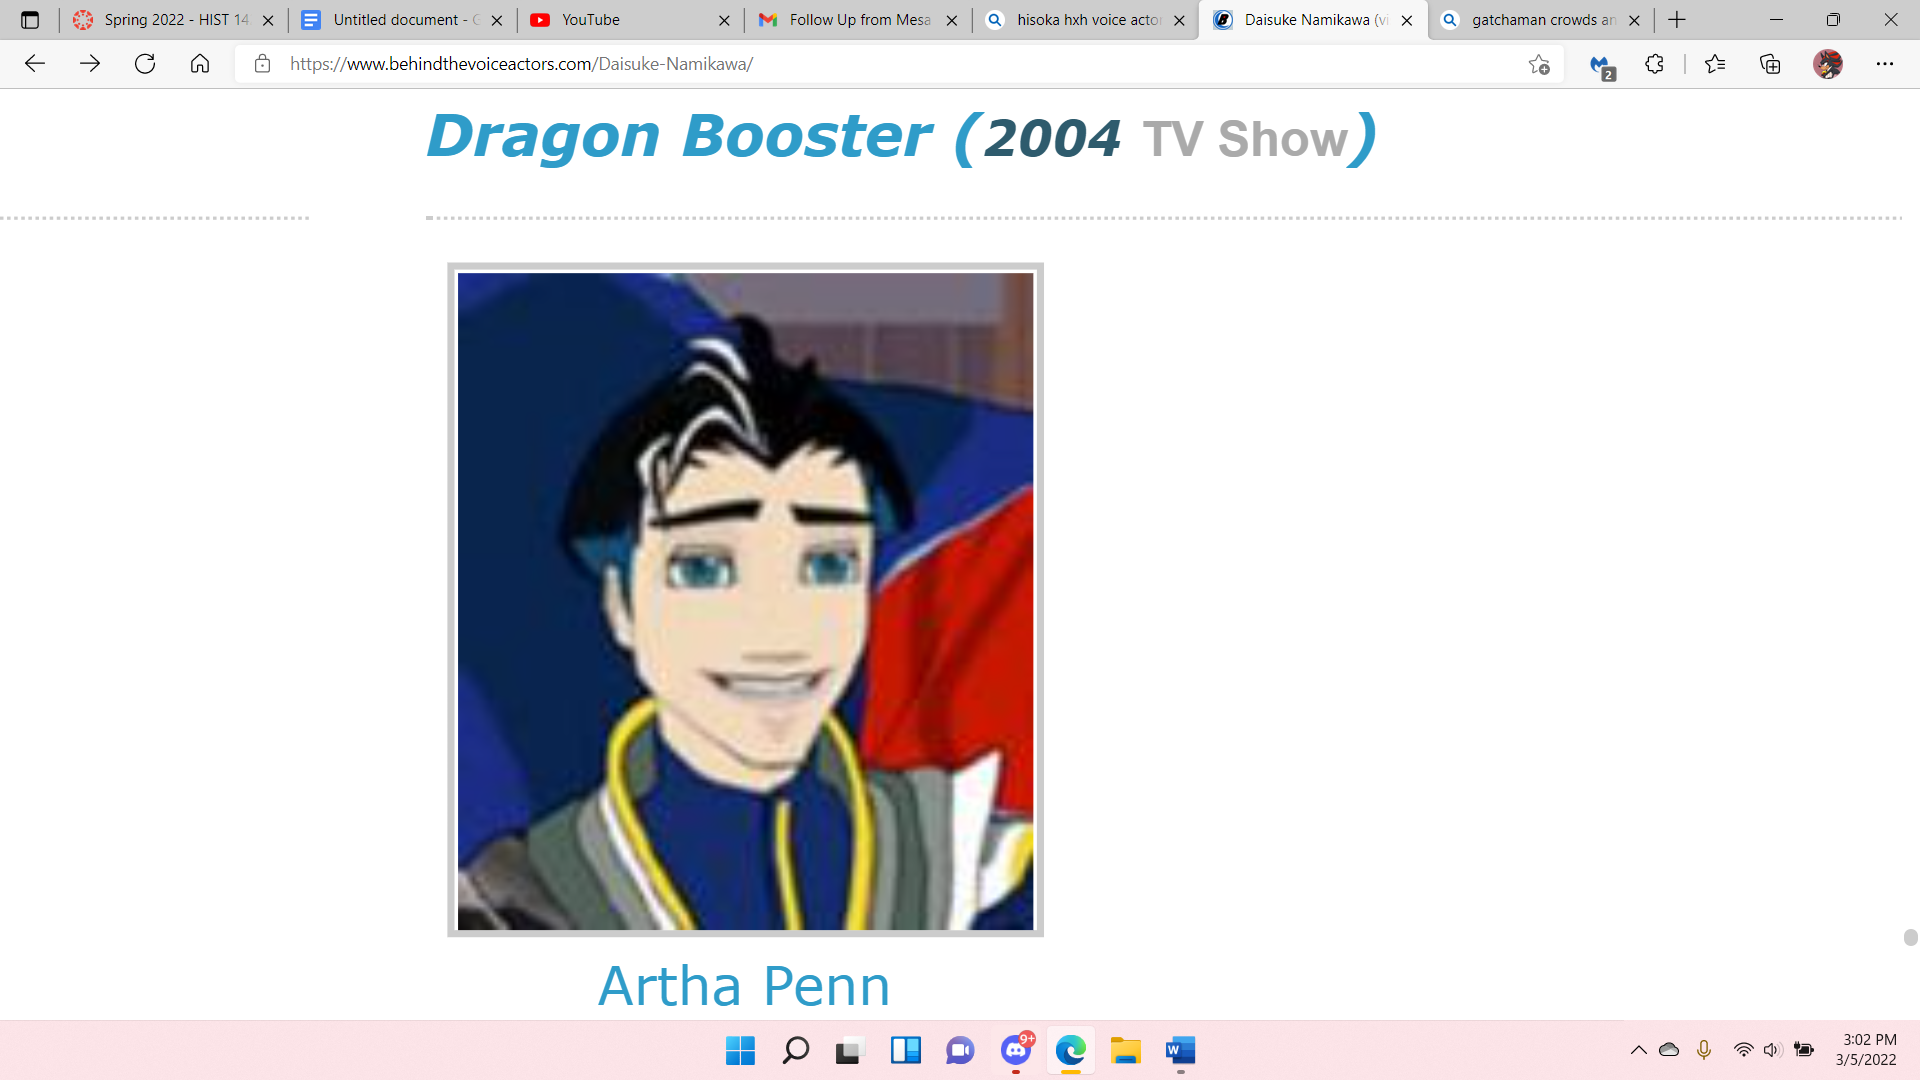 Spring 2022 - HIST 14
Untitled document - G
YouTube
Follow Up from Mesa
hisoka hxh voice actor
Daisuke Namikawa (vi
gatchaman crowds an
https://www.behindthevoiceactors.com/Daisuke-Namikawa/
2
Dragon Booster (2004 TV Show)
Artha Penn
9+
W
3:02 PM
3/5/2022